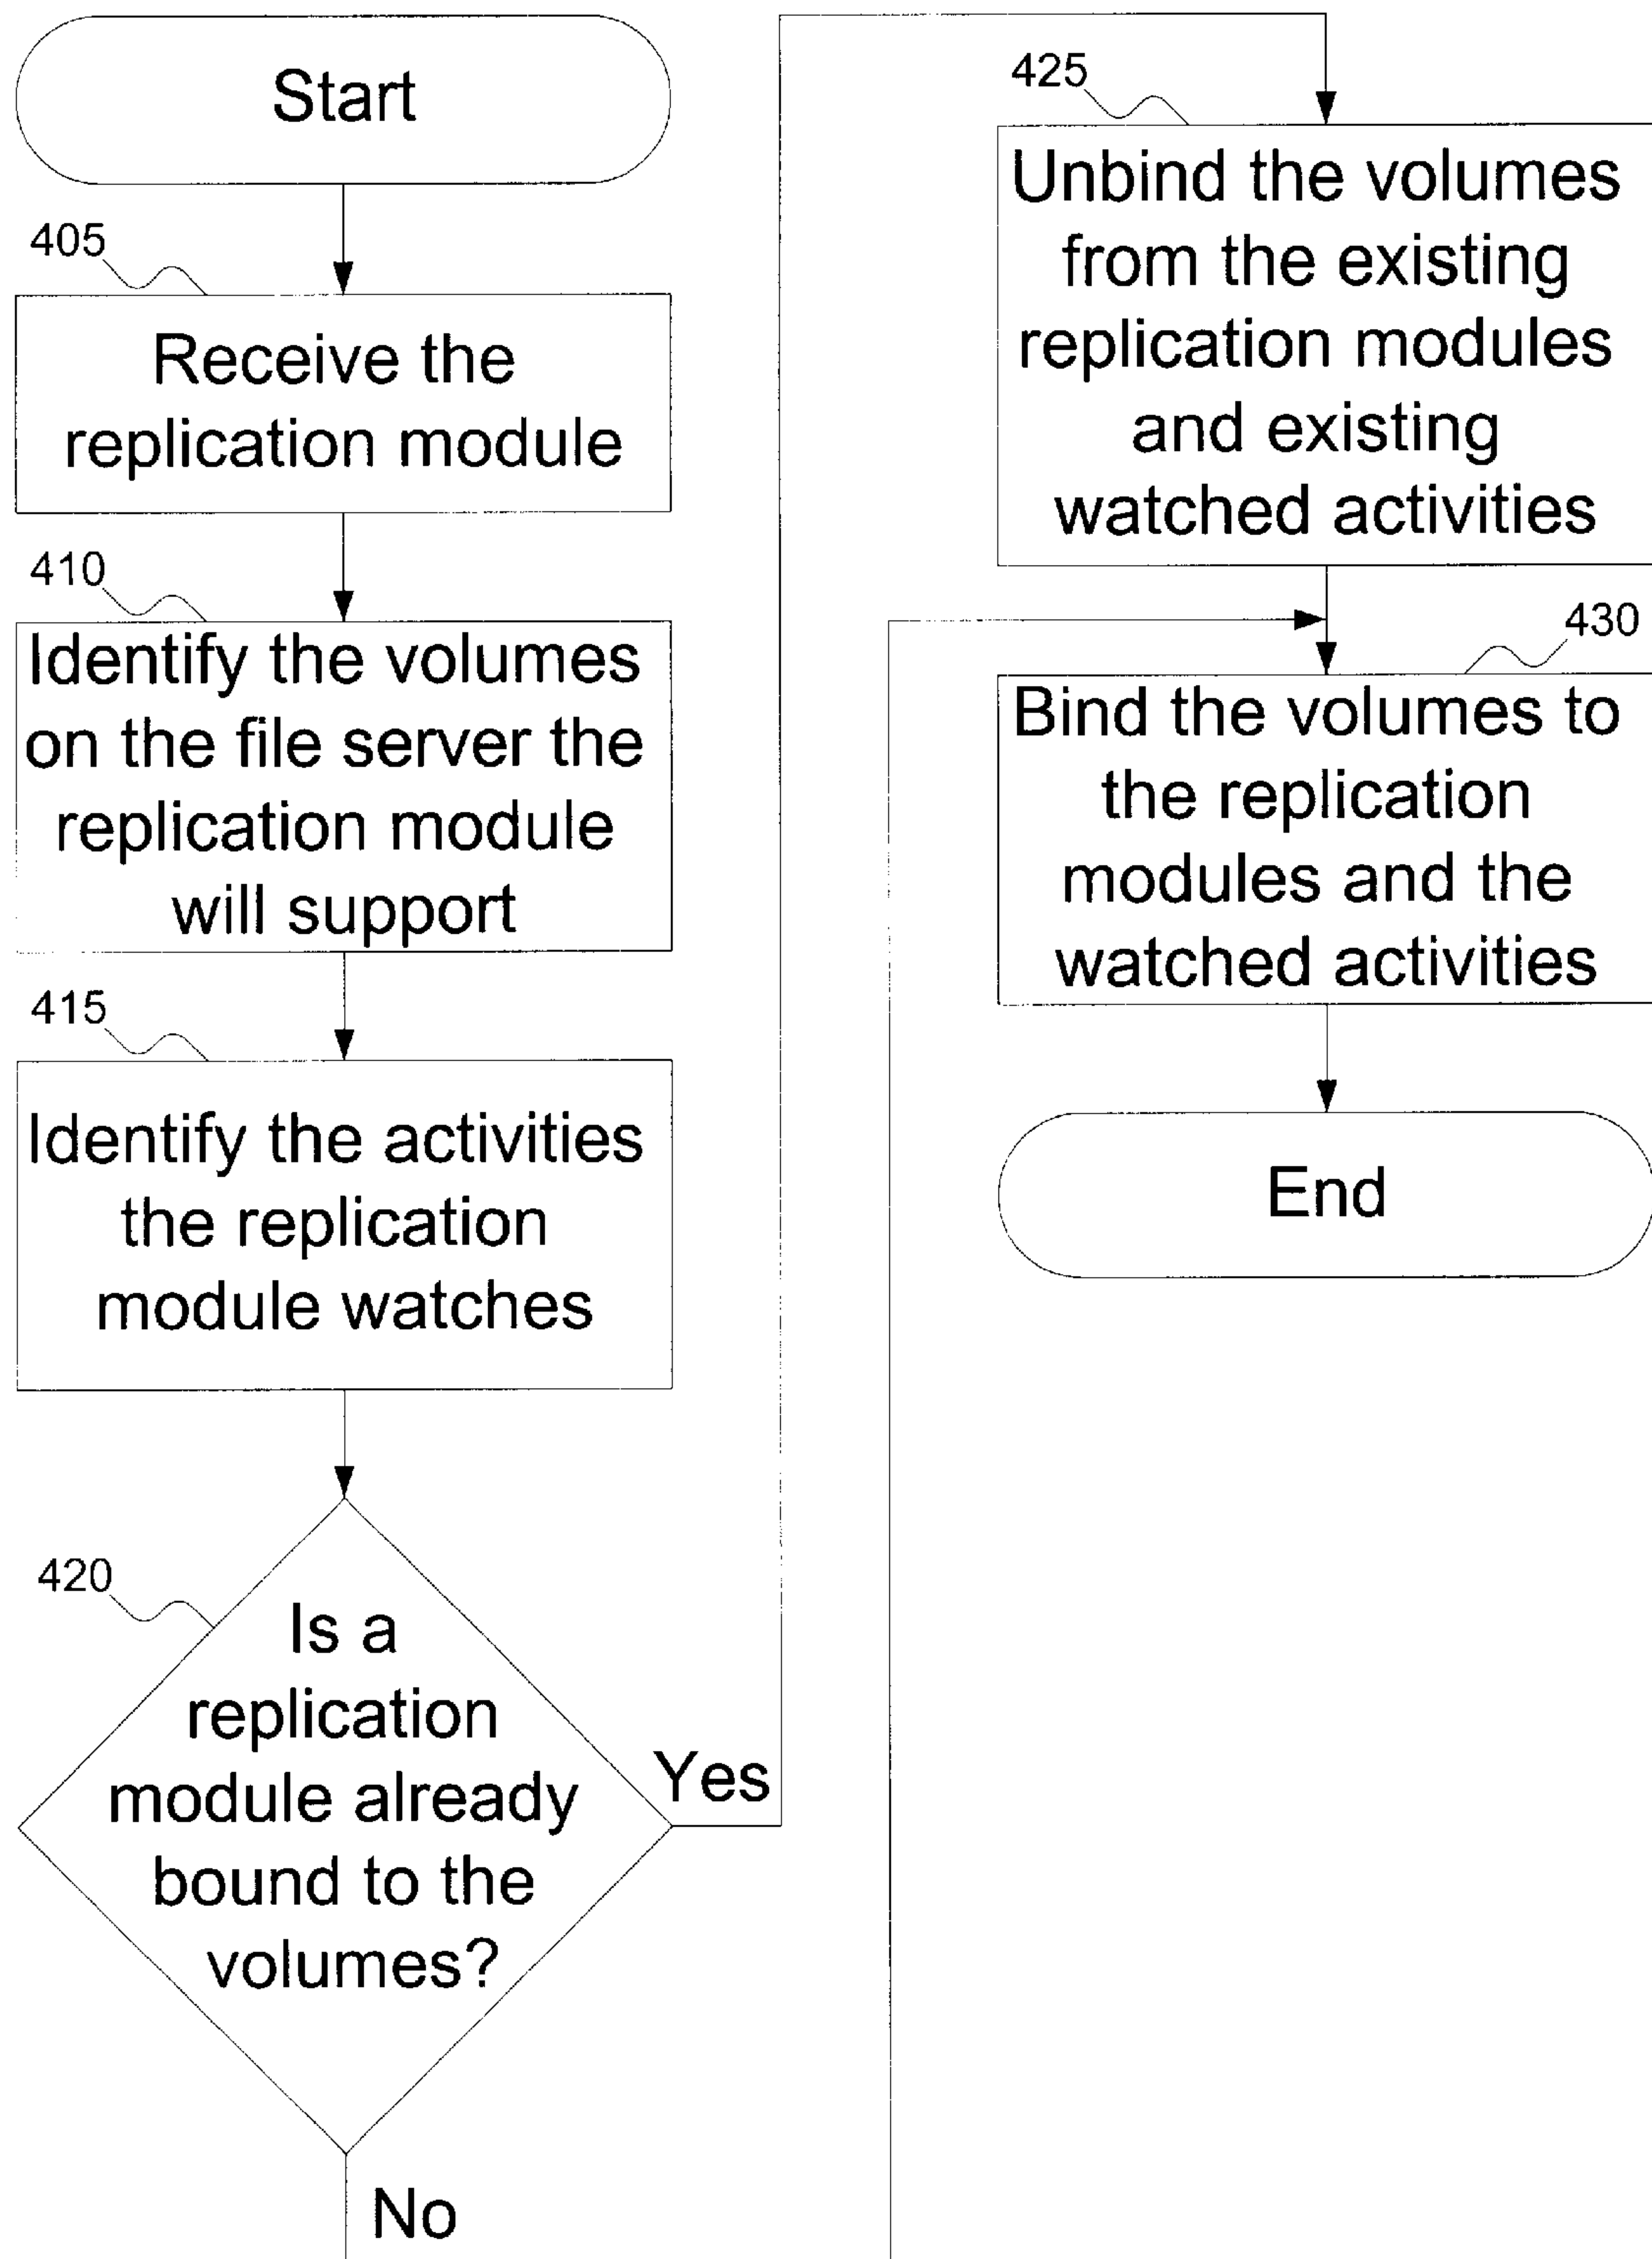 Start
405
Receive the
replication module
410
Identify the volumes
on the file server the
replication module
will support
415
Identify the activities
the replication
module watches
420
Is a
replication
module already
bound to the
volumes?
Yes
No
425
Unbind the volumes
from the existing
replication modules
and existing
watched activities
430
Bind the volumes to
the replication
modules and the
watched activities
End